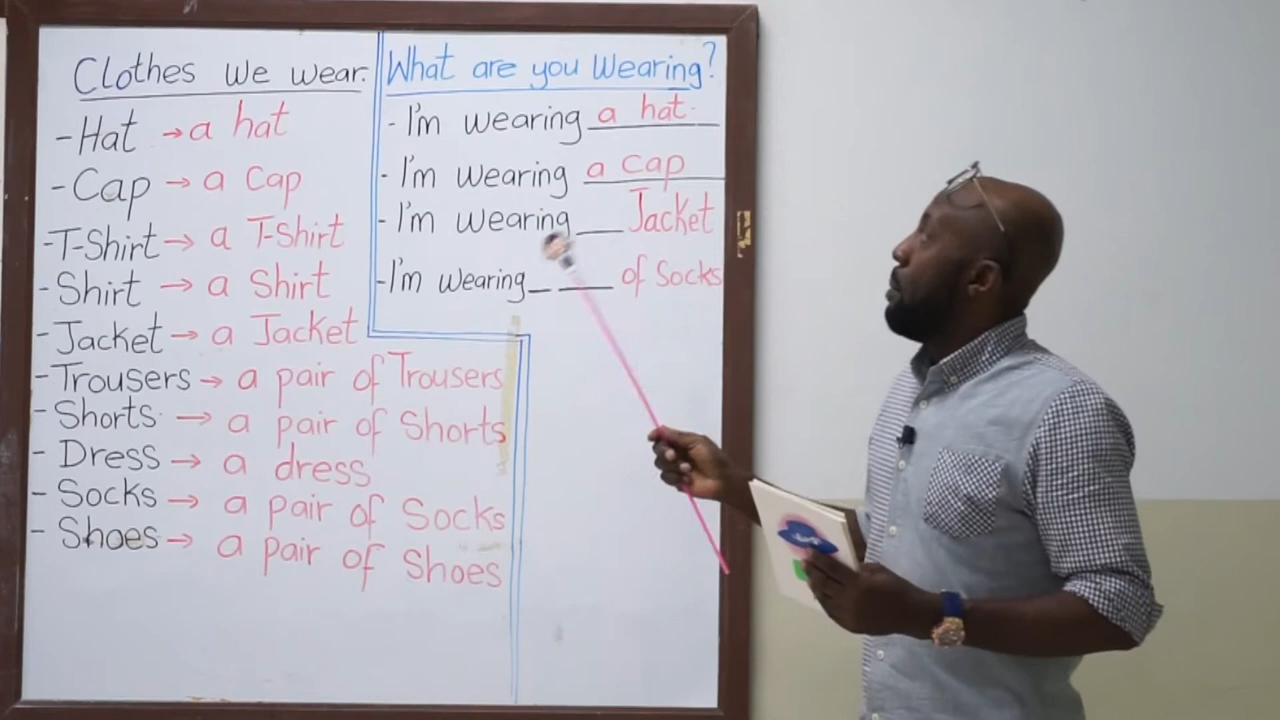 Clothes we wear.
-Hat → a hat
-Cap → a Cap
-T-Shirt → a T-Shirt
-Shirt → a Shirt
-Jacket → a Jacket
-Trousers → a pair of Trousers
-Shorts → a pair of Shorts
-Dress → a dress
-Socks → a pair of Socks
-Shoes → a pair of Shoes
What are you Wearing?
-I'm wearing a hat.
-I'm wearing a cap
-I'm wearing __ Jacket
-I'm wearing _ __ of Socks